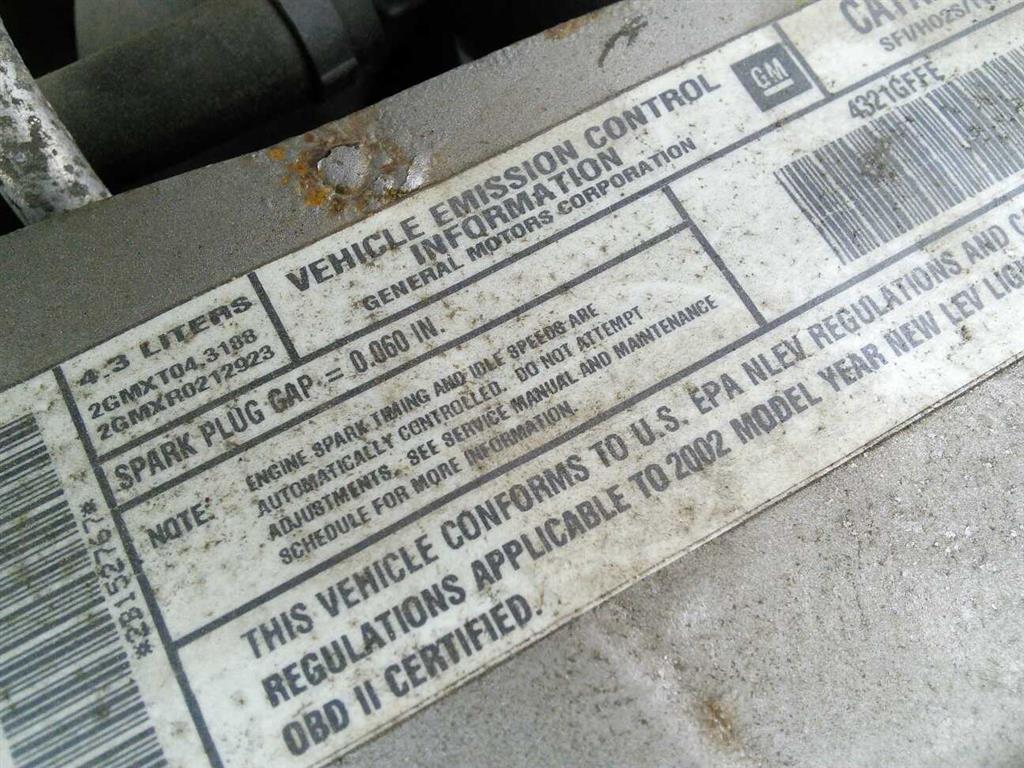 4.3 LITERS
2GMXT04.3188
2GMXR0212923
VEHICLE EMISSION CONTROL
INFORMATION
GENERAL MOTORS CORPORATION
GM
SPARK PLUG GAP = 0.060 IN.
NOTE: ENGINE SPARK TIMING AND IDLE SPEEDS ARE
AUTOMATICALLY CONTROLLED. DO NOT ATTEMPT
ADJUSTMENTS. SEE SERVICE MANUAL AND MAINTENANCE
SCHEDULE FOR MORE INFORMATION.
4321GFFE
THIS VEHICLE CONFORMS TO U.S. EPA NLEV REGULATIONS AND
REGULATIONS APPLICABLE TO 2002 MODEL YEAR NEW LEV
OBD II CERTIFIED.
*28152767*